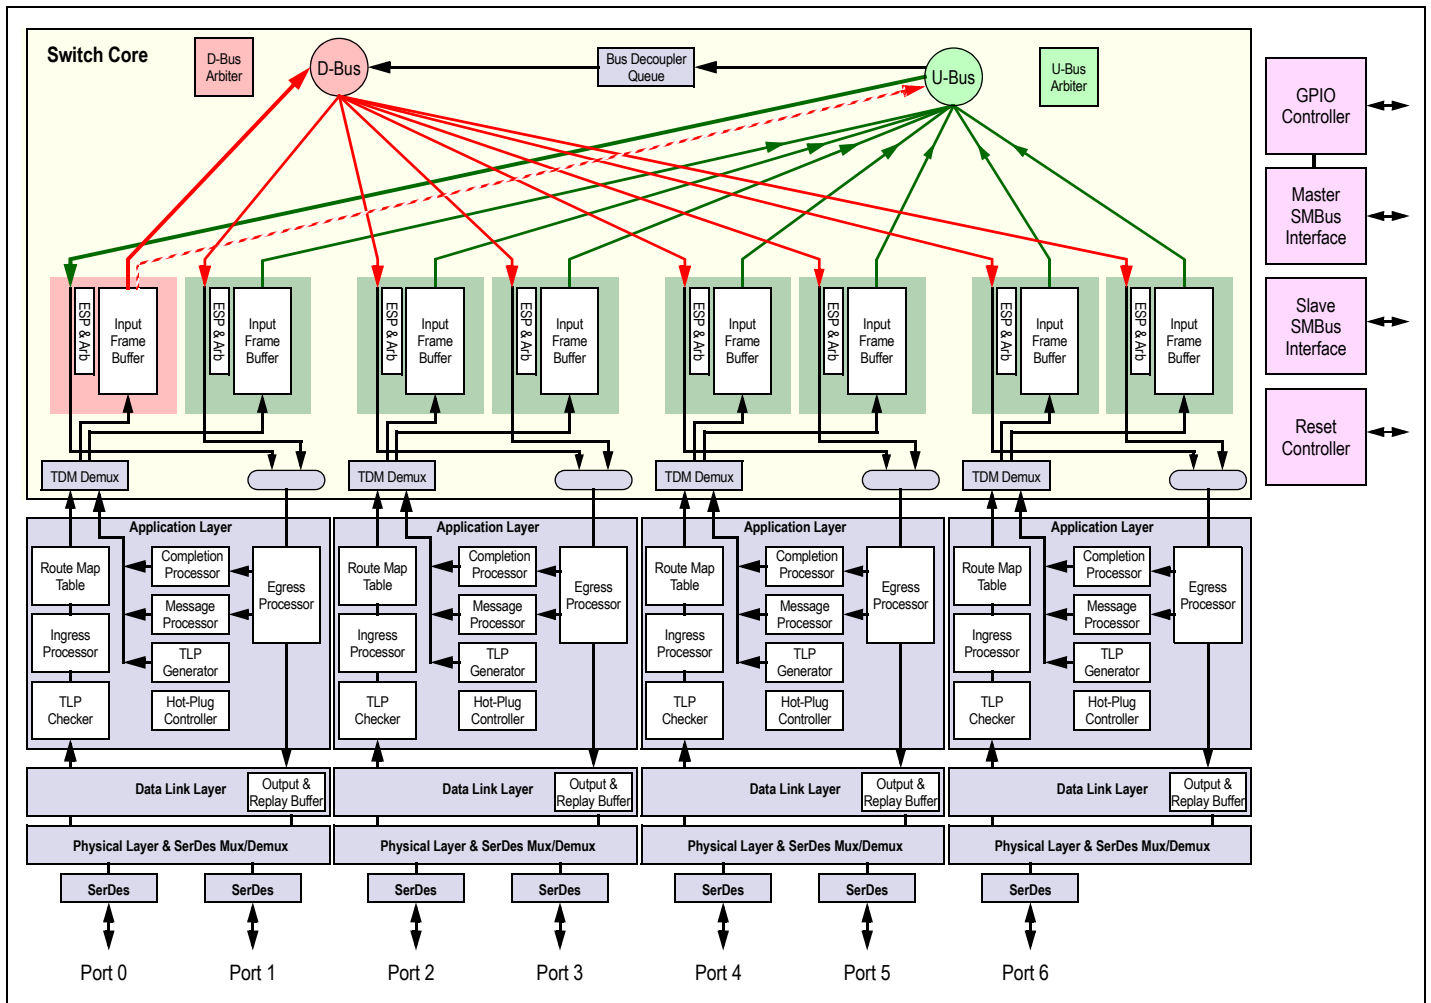 Switch Core
D-Bus
Arbiter
D-Bus
Bus Decoupler
Queue
U-Bus
U-Bus
Arbiter
GPIO
Controller
Master
SMBus
Interface
Slave
SMBus
Interface
Reset
Controller
ESP & Arb
Input
Frame
Buffer
ESP & Arb
Input
Frame
Buffer
ESP & Arb
Input
Frame
Buffer
ESP & Arb
Input
Frame
Buffer
ESP & Arb
Input
Frame
Buffer
ESP & Arb
Input
Frame
Buffer
ESP & Arb
Input
Frame
Buffer
ESP & Arb
Input
Frame
Buffer
TDM Demux
TDM Demux
TDM Demux
TDM Demux
Application Layer
Route Map
Table
Ingress
Processor
TLP
Checker
Completion
Processor
Message
Processor
TLP
Generator
Hot-Plug
Controller
Egress
Processor
Application Layer
Route Map
Table
Ingress
Processor
TLP
Checker
Completion
Processor
Message
Processor
TLP
Generator
Hot-Plug
Controller
Egress
Processor
Application Layer
Route Map
Table
Ingress
Processor
TLP
Checker
Completion
Processor
Message
Processor
TLP
Generator
Hot-Plug
Controller
Egress
Processor
Application Layer
Route Map
Table
Ingress
Processor
TLP
Checker
Completion
Processor
Message
Processor
TLP
Generator
Hot-Plug
Controller
Egress
Processor
Data Link Layer
Output &
Replay Buffer
Data Link Layer
Output &
Replay Buffer
Data Link Layer
Output &
Replay Buffer
Data Link Layer
Output &
Replay Buffer
Physical Layer & SerDes Mux/Demux
Physical Layer & SerDes Mux/Demux
Physical Layer & SerDes Mux/Demux
Physical Layer & SerDes Mux/Demux
SerDes
SerDes
SerDes
SerDes
SerDes
SerDes
SerDes
Port 0
Port 1
Port 2
Port 3
Port 4
Port 5
Port 6